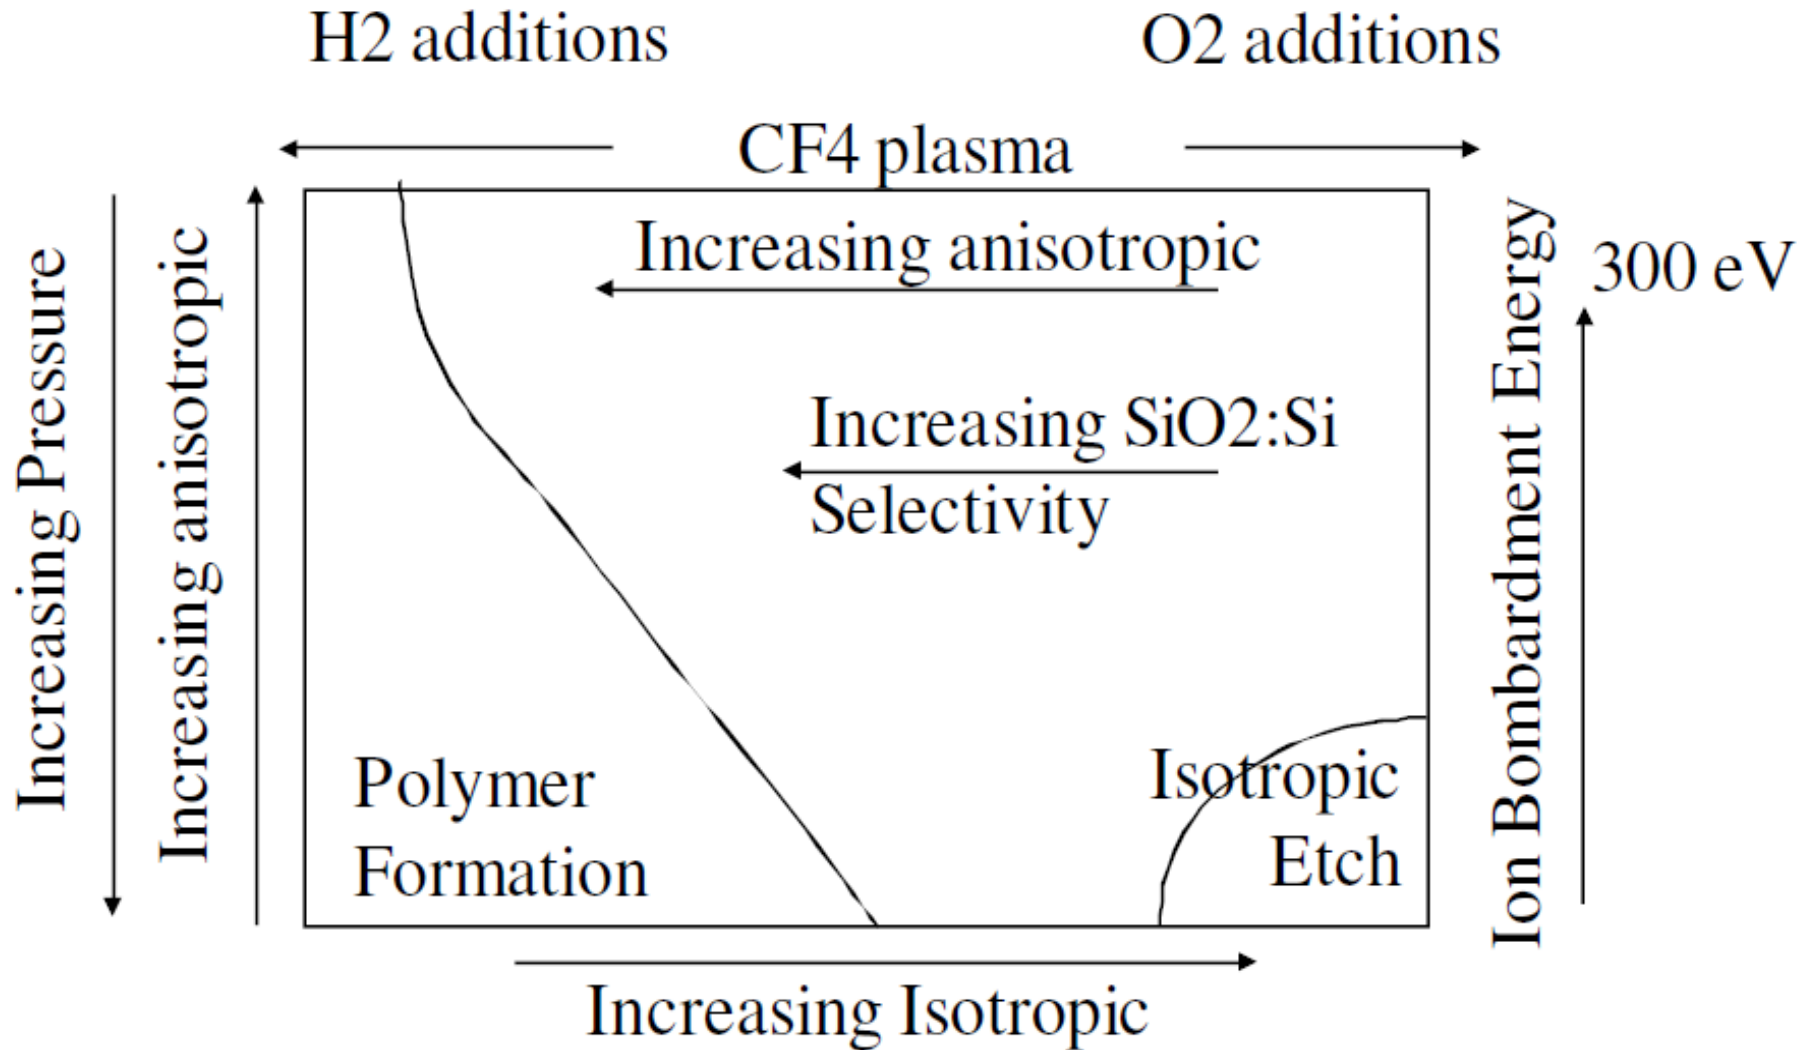 H2 additions
O2 additions
CF4 plasma
Increasing Pressure
Increasing anisotropic
Increasing anisotropic
Increasing SiO2:Si
Selectivity
Polymer
Formation
Isotropic
Etch
Ion Bombardment Energy
300 eV
Increasing Isotropic